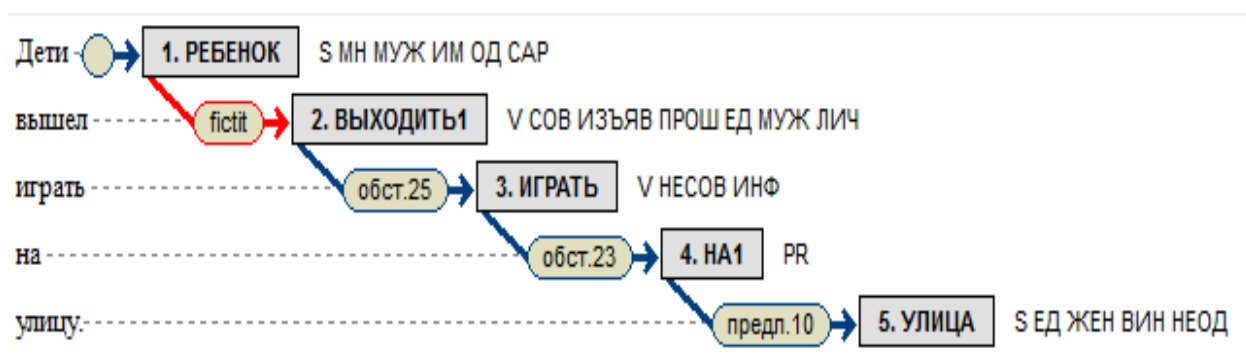 Дети 1. РЕБЕНОК S МН МУЖ ИМ ОД CAP
вышел fictit 2. ВЫХОДИТЬ1 V СОВ ИЗЪЯВ ПРОШ ЕД МУЖ ЛИЧ
играть обст.25 3. ИГРАТЬ V НЕСОВ ИНФ
на обст.23 4. НА1 PR
улицу. предл.10 5. УЛИЦА S ЕД ЖЕН ВИН НЕОД